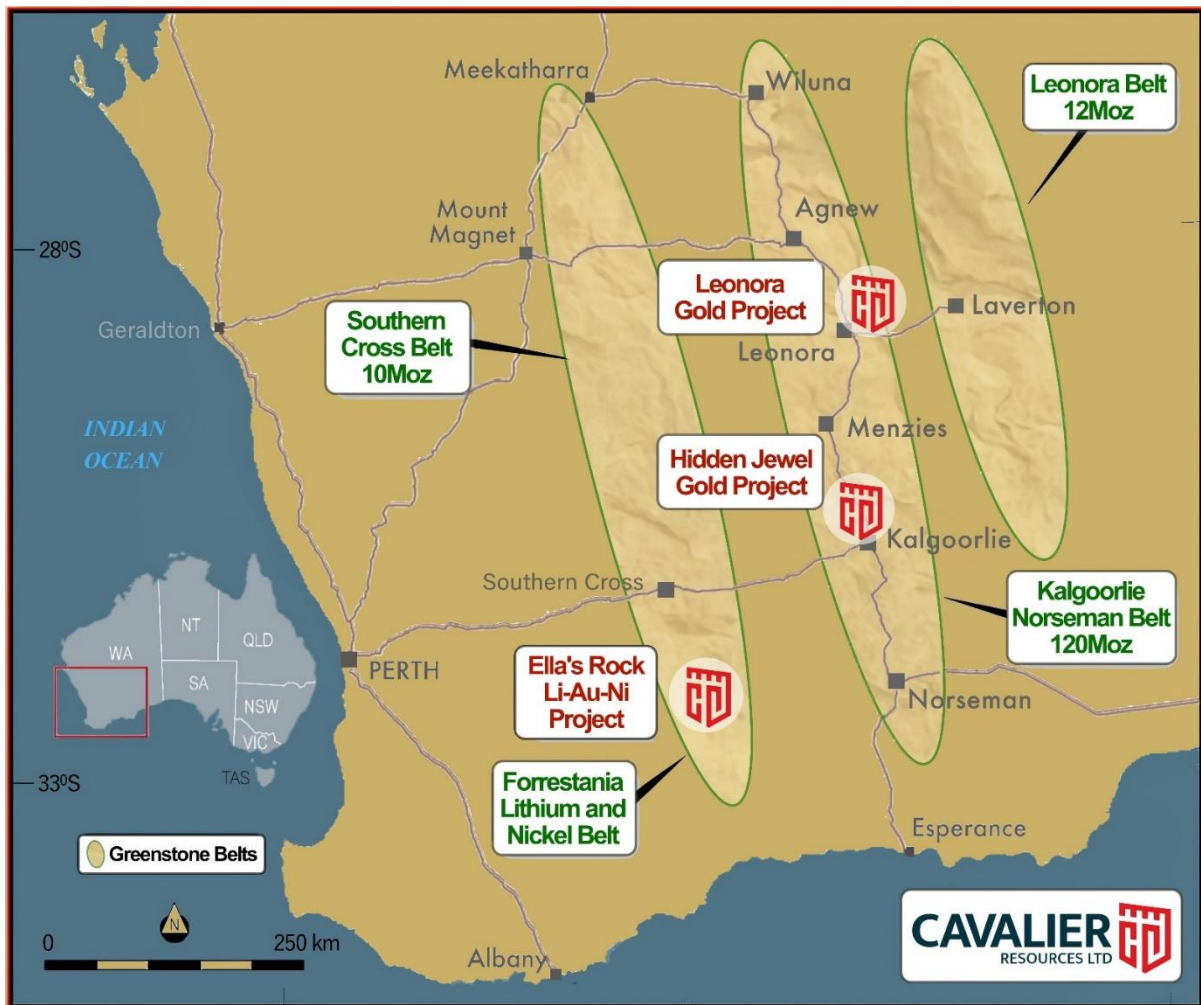 Meekatharra
Wiluna
Leonora Belt
12Moz
Mount
Magnet
Agnew
28ºS
Leonora
Gold Project
Laverton
Geraldton
Southern
Cross Belt
10Moz
Leonora
Menzies
INDIAN
OCEAN
Hidden Jewel
Gold Project
Kalgoorlie
Southern Cross
Kalgoorlie
Norseman Belt
120Moz
NT
QLD
WA
SA
NSW
VIC
TAS
PERTH
Ella's Rock
Li-Au-Ni
Project
Norseman
33ºS
Forrestania
Lithium and
Nickel Belt
Esperance
Greenstone Belts
N
0 250 km
Albany
CAVALIER
RESOURCES LTD